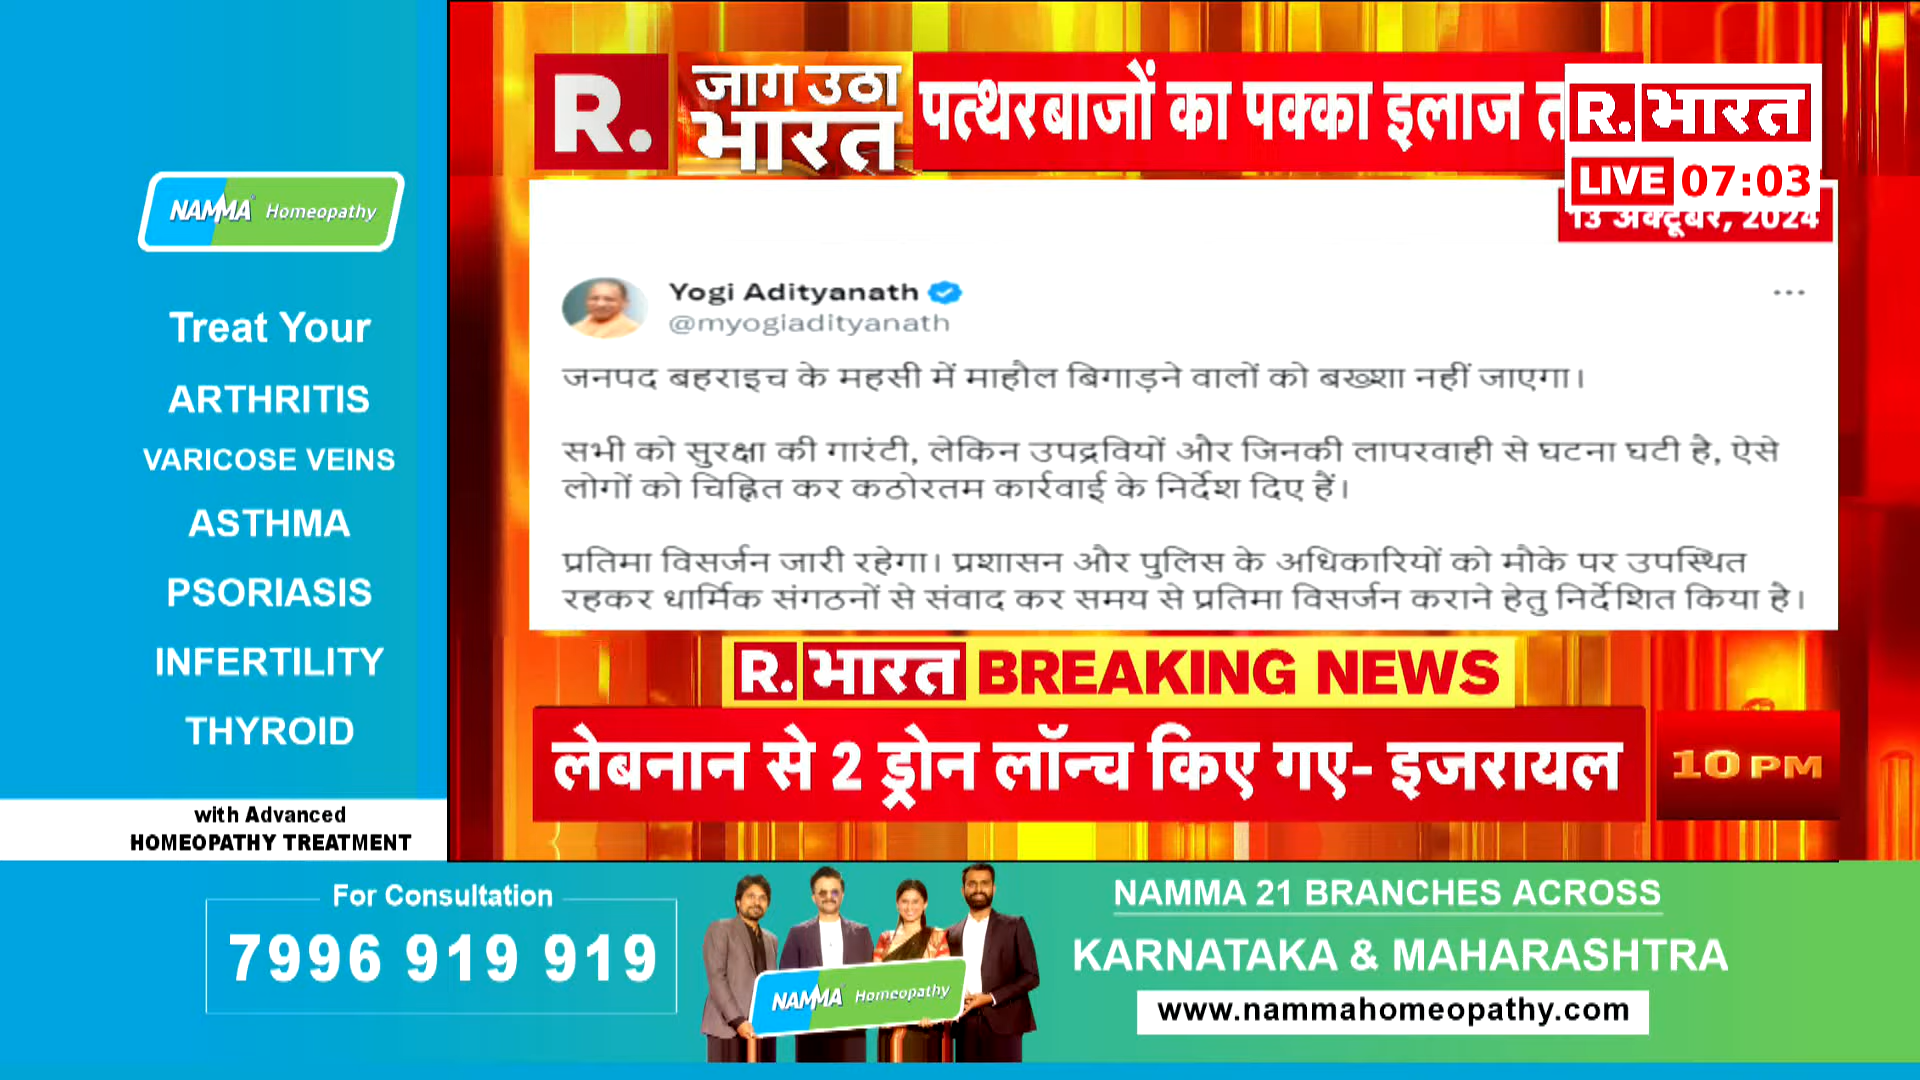 NAMMA Homeopathy
Treat Your
ARTHRITIS
VARICOSE VEINS
ASTHMA
PSORIASIS
INFERTILITY
THYROID
with Advanced
HOMEOPATHY TREATMENT
R.
जाग उठा
भारत
पत्थरबाजों का पक्का इलाज
R. भारत
LIVE 07:03
13 अक्टूबर, 2024
Yogi Adityanath
@myogiadityanath
जनपद बहराइच के महसी में माहौल बिगाड़ने वालों को बख्शा नहीं जाएगा।
सभी को सुरक्षा की गारंटी, लेकिन उपद्रवियों और जिनकी लापरवाही से घटना घटी है, ऐसे
लोगों को चिह्नित कर कठोरतम कार्रवाई के निर्देश दिए हैं।
प्रतिमा विसर्जन जारी रहेगा। प्रशासन और पुलिस के अधिकारियों को मौके पर उपस्थित
रहकर धार्मिक संगठनों से संवाद कर समय से प्रतिमा विसर्जन कराने हेतु निर्देशित किया है।
R. भारत BREAKING NEWS
लेबनान से 2 ड्रोन लॉन्च किए गए- इजरायल
10 PM
For Consultation
7996 919 919
NAMMA Homeopathy
NAMMA 21 BRANCHES ACROSS
KARNATAKA & MAHARASHTRA
www.nammahomeopathy.com